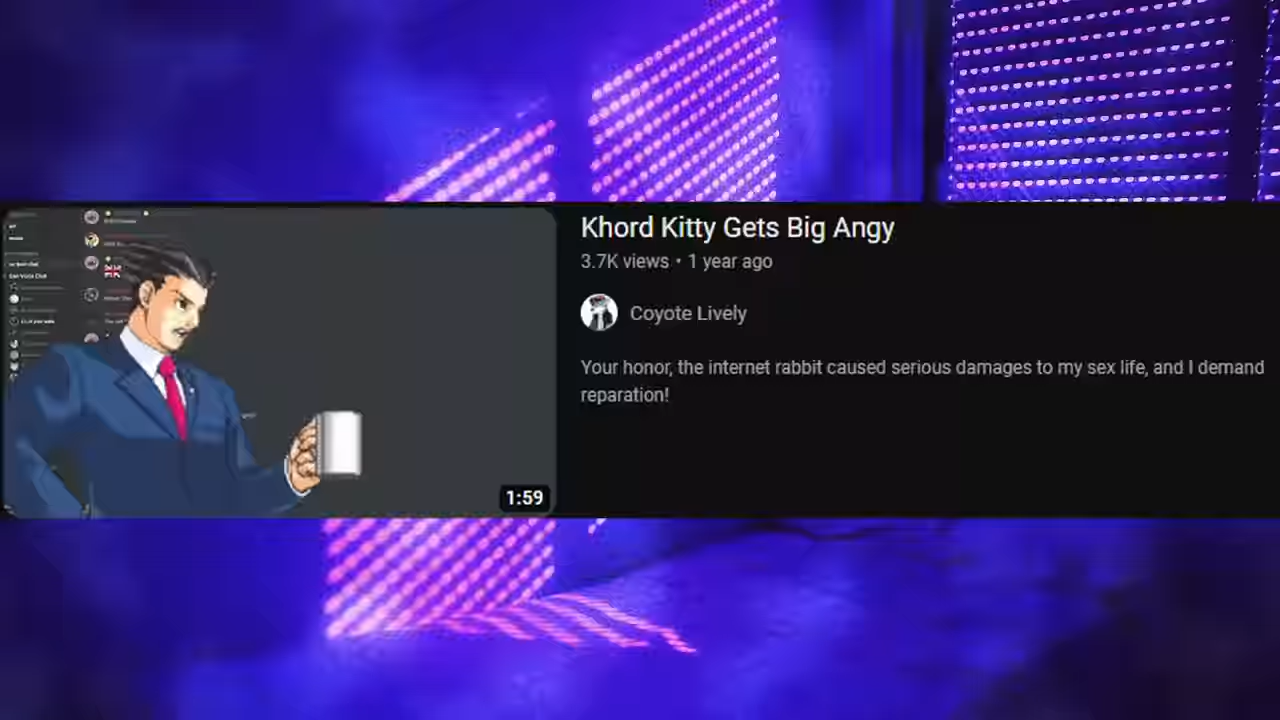 Khord Kitty Gets Big Angy
3.7K views • 1 year ago
Coyote Lively
Your honor, the internet rabbit caused serious damages to my sex life, and I demand
reparation!
1:59